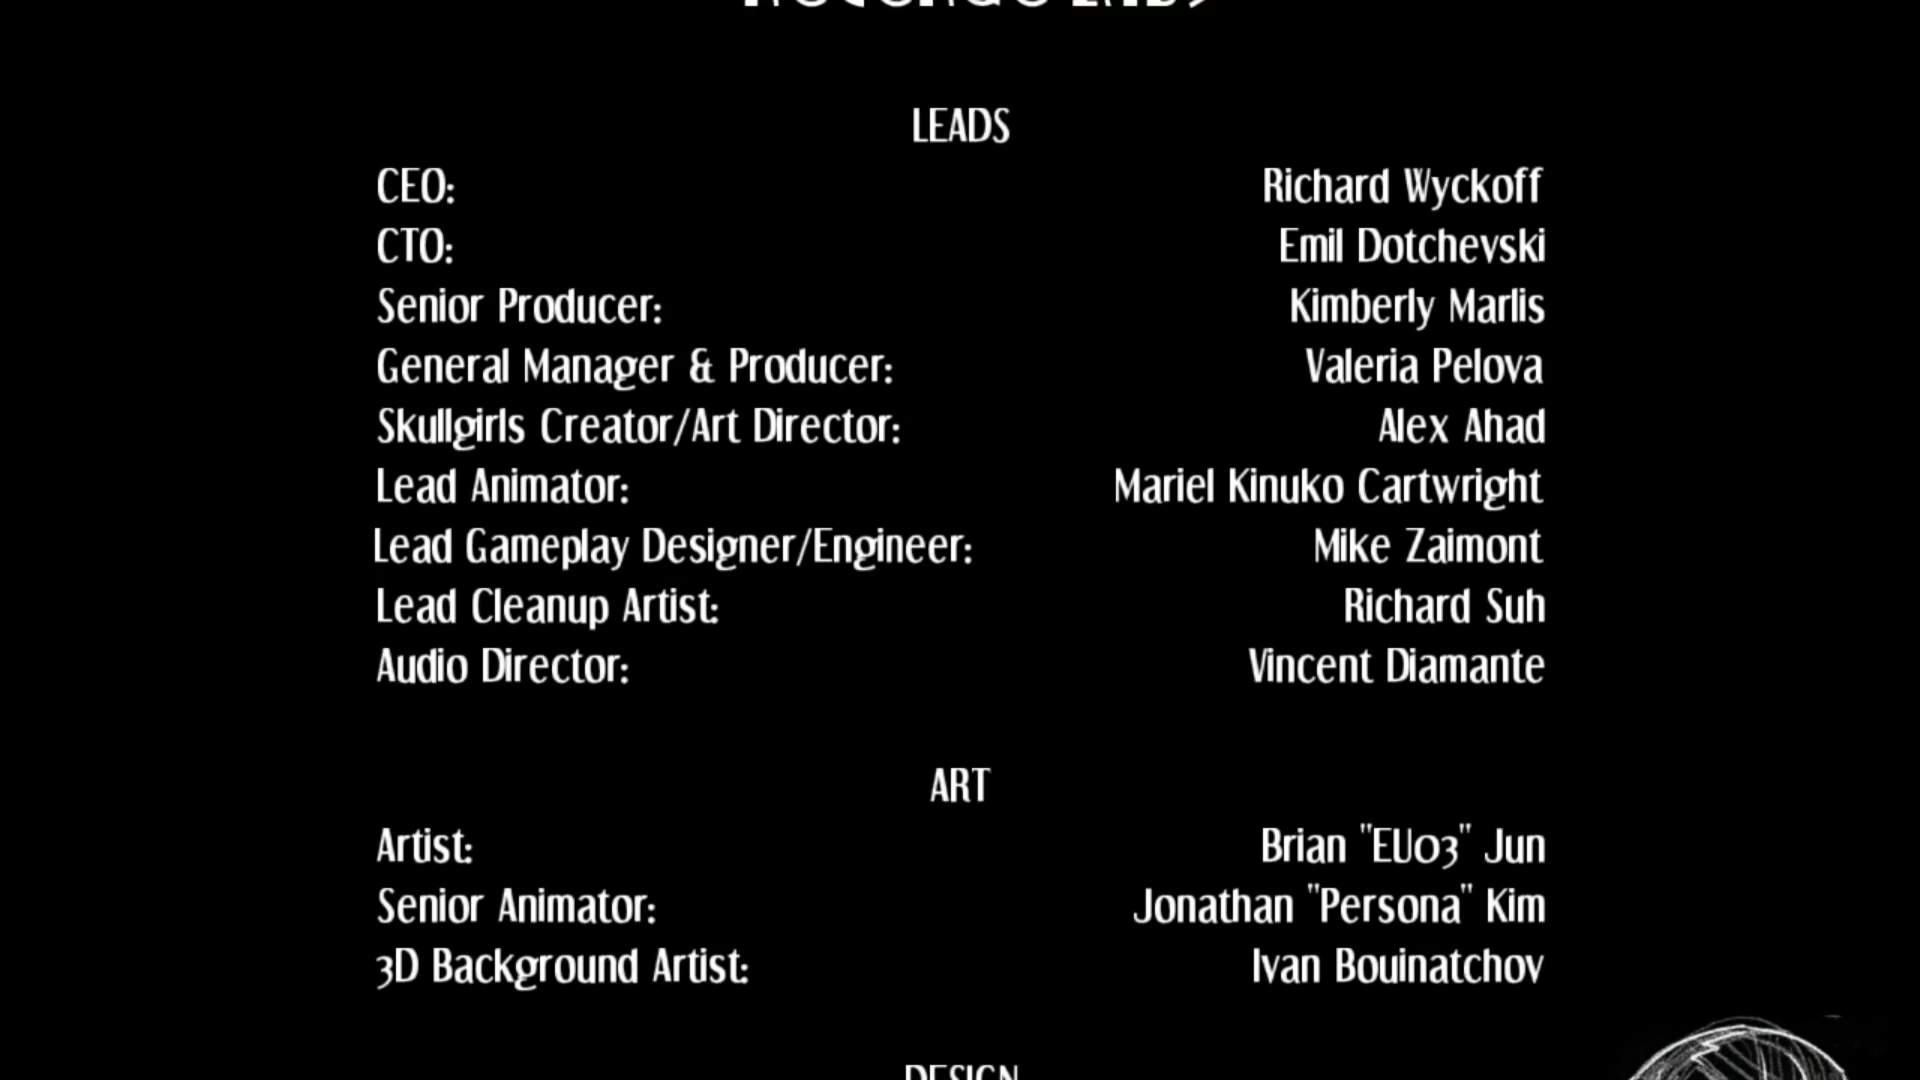 LEADS
CEO: Richard Wyckoff
CTO: Emil Dotchevski
Senior Producer: Kimberly Marlis
General Manager & Producer: Valeria Pelova
Skullgirls Creator/Art Director: Alex Ahad
Lead Animator: Mariel Kinuko Cartwright
Lead Gameplay Designer/Engineer: Mike Zaimont
Lead Cleanup Artist: Richard Suh
Audio Director: Vincent Diamante
ART
Artist: Brian "EU03" Jun
Senior Animator: Jonathan "Persona" Kim
3D Background Artist: Ivan Bouinatchov
DESIGN